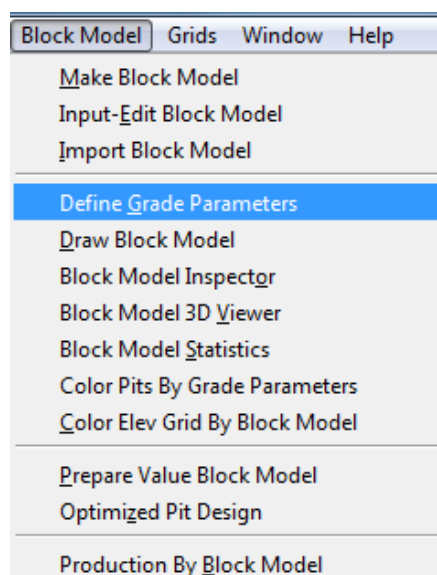 Block Model Grids Window Help
Make Block Model
Input-Edit Block Model
Import Block Model
Define Grade Parameters
Draw Block Model
Block Model Inspector
Block Model 3D Viewer
Block Model Statistics
Color Pits By Grade Parameters
Color Elev Grid By Block Model
Prepare Value Block Model
Optimized Pit Design
Production By Block Model